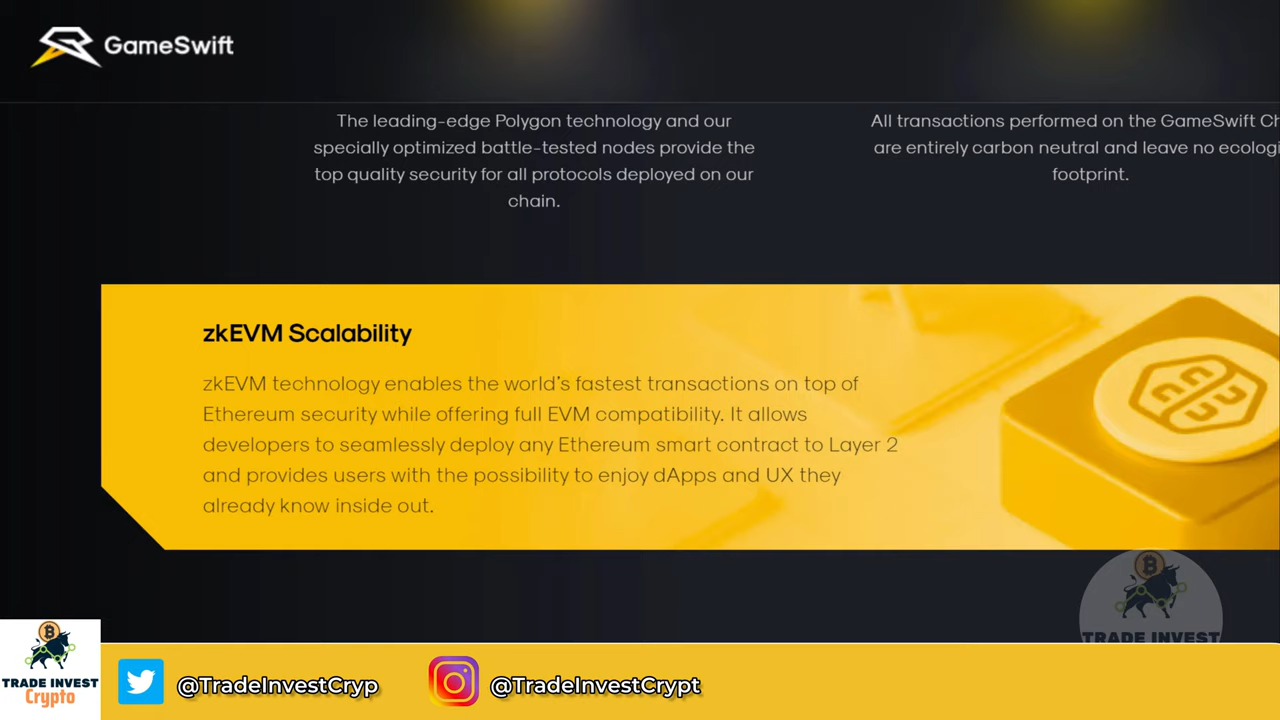 GameSwift
The leading-edge Polygon technology and our
specially optimized battle-tested nodes provide the
top quality security for all protocols deployed on our
chain.
All transactions performed on the GameSwift Ch
are entirely carbon neutral and leave no ecologi
footprint.
zkEVM Scalability
zkEVM technology enables the world's fastest transactions on top of
Ethereum security while offering full EVM compatibility. It allows
developers to seamlessly deploy any Ethereum smart contract to Layer 2
and provides users with the possibility to enjoy dApps and UX they
already know inside out.
TRADE INVEST
TRADE INVEST
Crypto
@TradeInvestCryp
@TradeInvestCrypt